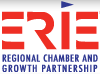 ERIE
REGIONAL CHAMBER AND
GROWTH PARTNERSHIP